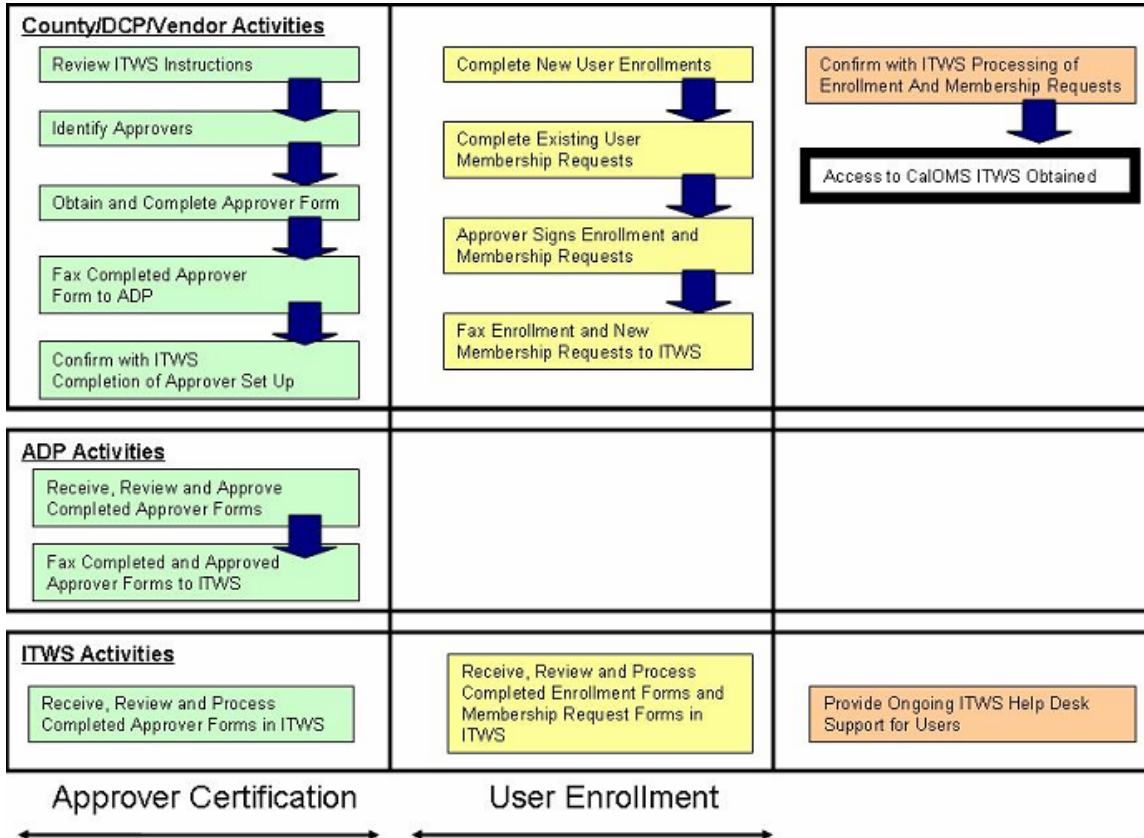 County/DCP/Vendor Activities
Review ITWS Instructions
Identify Approvers
Obtain and Complete Approver Form
Fax Completed Approver
Form to ADP
Confirm with ITWS
Completion of Approver Set Up
Complete New User Enrollments
Complete Existing User
Membership Requests
Approver Signs Enrollment and
Membership Requests
Fax Enrollment and New
Membership Requests to ITWS
Confirm with ITWS Processing of
Enrollment And Membership Requests
Access to CalOMS ITWS Obtained
ADP Activities
Receive, Review and Approve
Completed Approver Forms
Fax Completed and Approved
Approver Forms to ITWS
ITWS Activities
Receive, Review and Process
Completed Approver Forms in ITWS
Receive, Review and Process
Completed Enrollment Forms and
Membership Request Forms in
ITWS
Provide Ongoing ITWS Help Desk
Support for Users
Approver Certification
User Enrollment